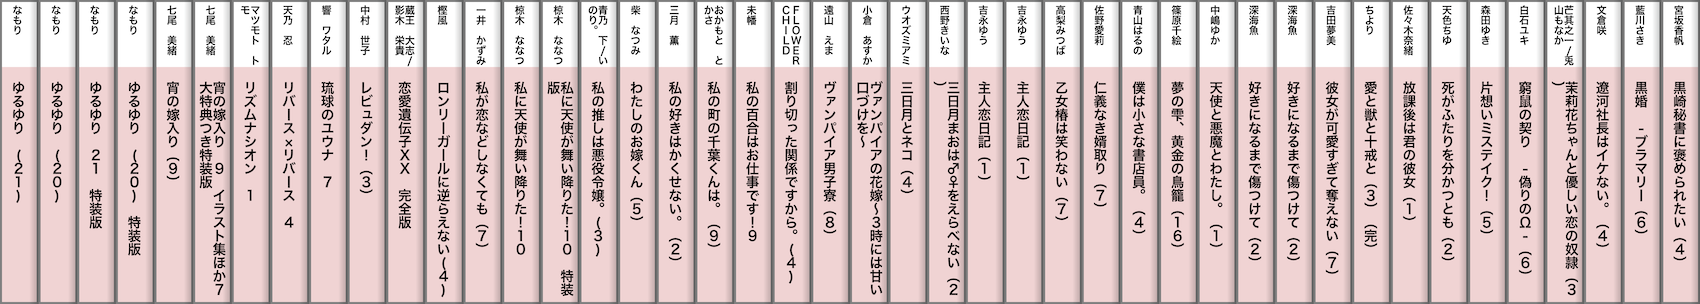 宮坂香帆
黒崎秘書に褒められたい (4)
藍川さき
黒婚 -ブラマリー (6)
文倉咲
遼河社長はイケない。 (4)
芒其之一/兎
山もなか
茉莉花ちゃんと優しい恋の奴隷 (3
)
白石ユキ
窮鼠の契り -偽りのΩ- (6)
森田ゆき
片想いミステイク! (5)
天色ちゆ
死がふたりを分かつとも (2)
佐々木奈緒
放課後は君の彼女 (1)
ちより
愛と獣と十戒と (3) (完)
吉田夢美
彼女が可愛すぎて奪えない (7)
深海魚
好きになるまで傷つけて (2)
深海魚
好きになるまで傷つけて (2)
中嶋ゆか
天使と悪魔とわたし。 (1)
篠原千絵
夢の雫、黄金の鳥籠 (16)
青山はるの
僕は小さな書店員。 (4)
佐野愛莉
仁義なき婿取り (7)
高梨みつば
乙女椿は笑わない (7)
吉永ゆう
主人恋日記 (1)
吉永ゆう
主人恋日記 (1)
西野きいな
三日月まおは♂♀をえらべない (2
)
ウオズミアミ
三日月とネコ (4)
小倉 あすか
ヴァンパイアの花嫁~3時には甘い
口づけを~
遠山 えま
ヴァンパイア男子寮 (8)
FLOWER
CHILD
割り切った関係ですから。(4)
未幡
私の百合はお仕事です!9
おかもと と
かさ
私の町の千葉くんは。 (9)
三月 薫
私の好きはかくせない。 (2)
柴 なつみ
わたしのお嫁くん (5)
青乃 下/い
のり。
私の推しは悪役令嬢。(3)
椋木 ななつ
私に天使が舞い降りた!10 特装
版
椋木 ななつ
私に天使が舞い降りた!10
一井 かずみ
私が恋などしなくても (7)
樫風
ロンリーガールに逆らえない(4)
蔵王 大志/
影木 栄貴
恋愛遺伝子XX 完全版
中村 世子
レピュダン! (3)
響 ワタル
琉球のユウナ 7
天乃 忍
リバース×リバース 4
マツモト ト
モ
リズムナシオン 1
七尾 美緒
宵の嫁入り 9 イラスト集ほか7
大特典つき特装版
七尾 美緒
宵の嫁入り (9)
なもり
ゆるゆり (20) 特装版
なもり
ゆるゆり 21 特装版
なもり
ゆるゆり (20)
なもり
ゆるゆり (21)